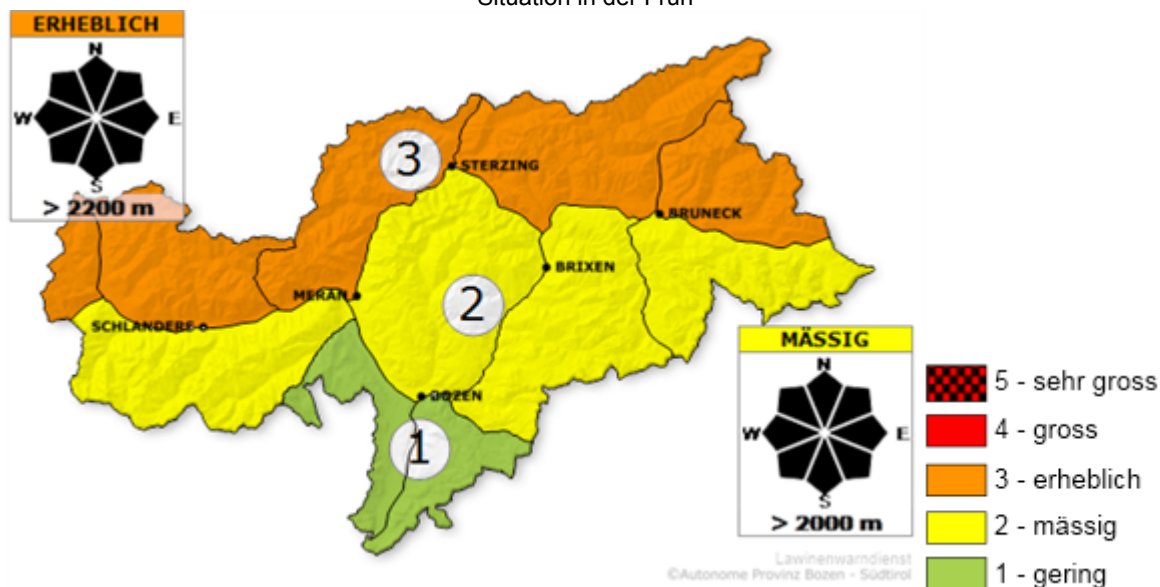 Situation in der Früh
ERHEBLICH
N
W E
S
> 2200 m
3
STERZING
BRUNECK
BRIXEN
MERAN
2
SCHLANDERS
BOZEN
1
MÄSSIG
N
W E
S
> 2000 m
5 - sehr gross
4 - gross
3 - erheblich
2 - mässig
1 - gering
Lawinenwarndienst
©Autonome Provinz Bozen - Südtirol